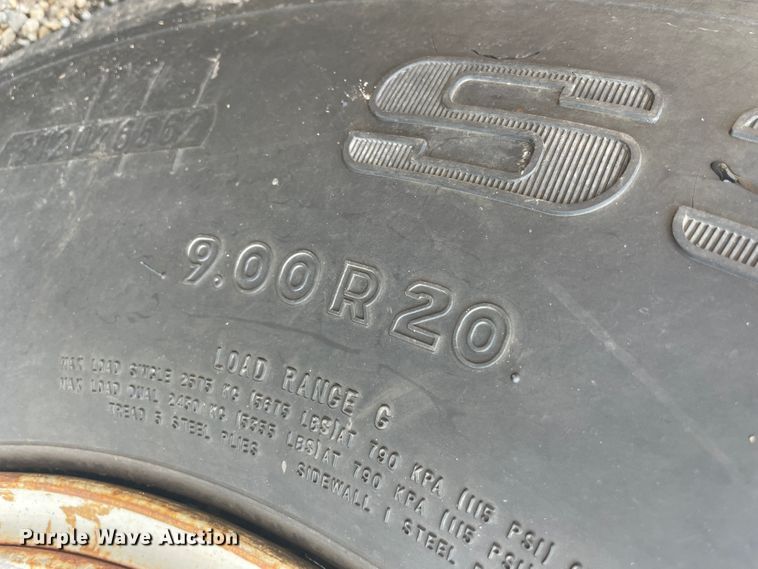 S
9.00R20
LOAD RANGE G
MAX LOAD SINGLE 2575 KG (5675 LBS) AT 790 KPA (115 PSI)
MAX LOAD DUAL 2430 KG (5355 LBS) AT 790 KPA (115 PSI)
TREAD 5 STEEL PLIES SIDEWALL 1 STEEL
Purple Wave Auction